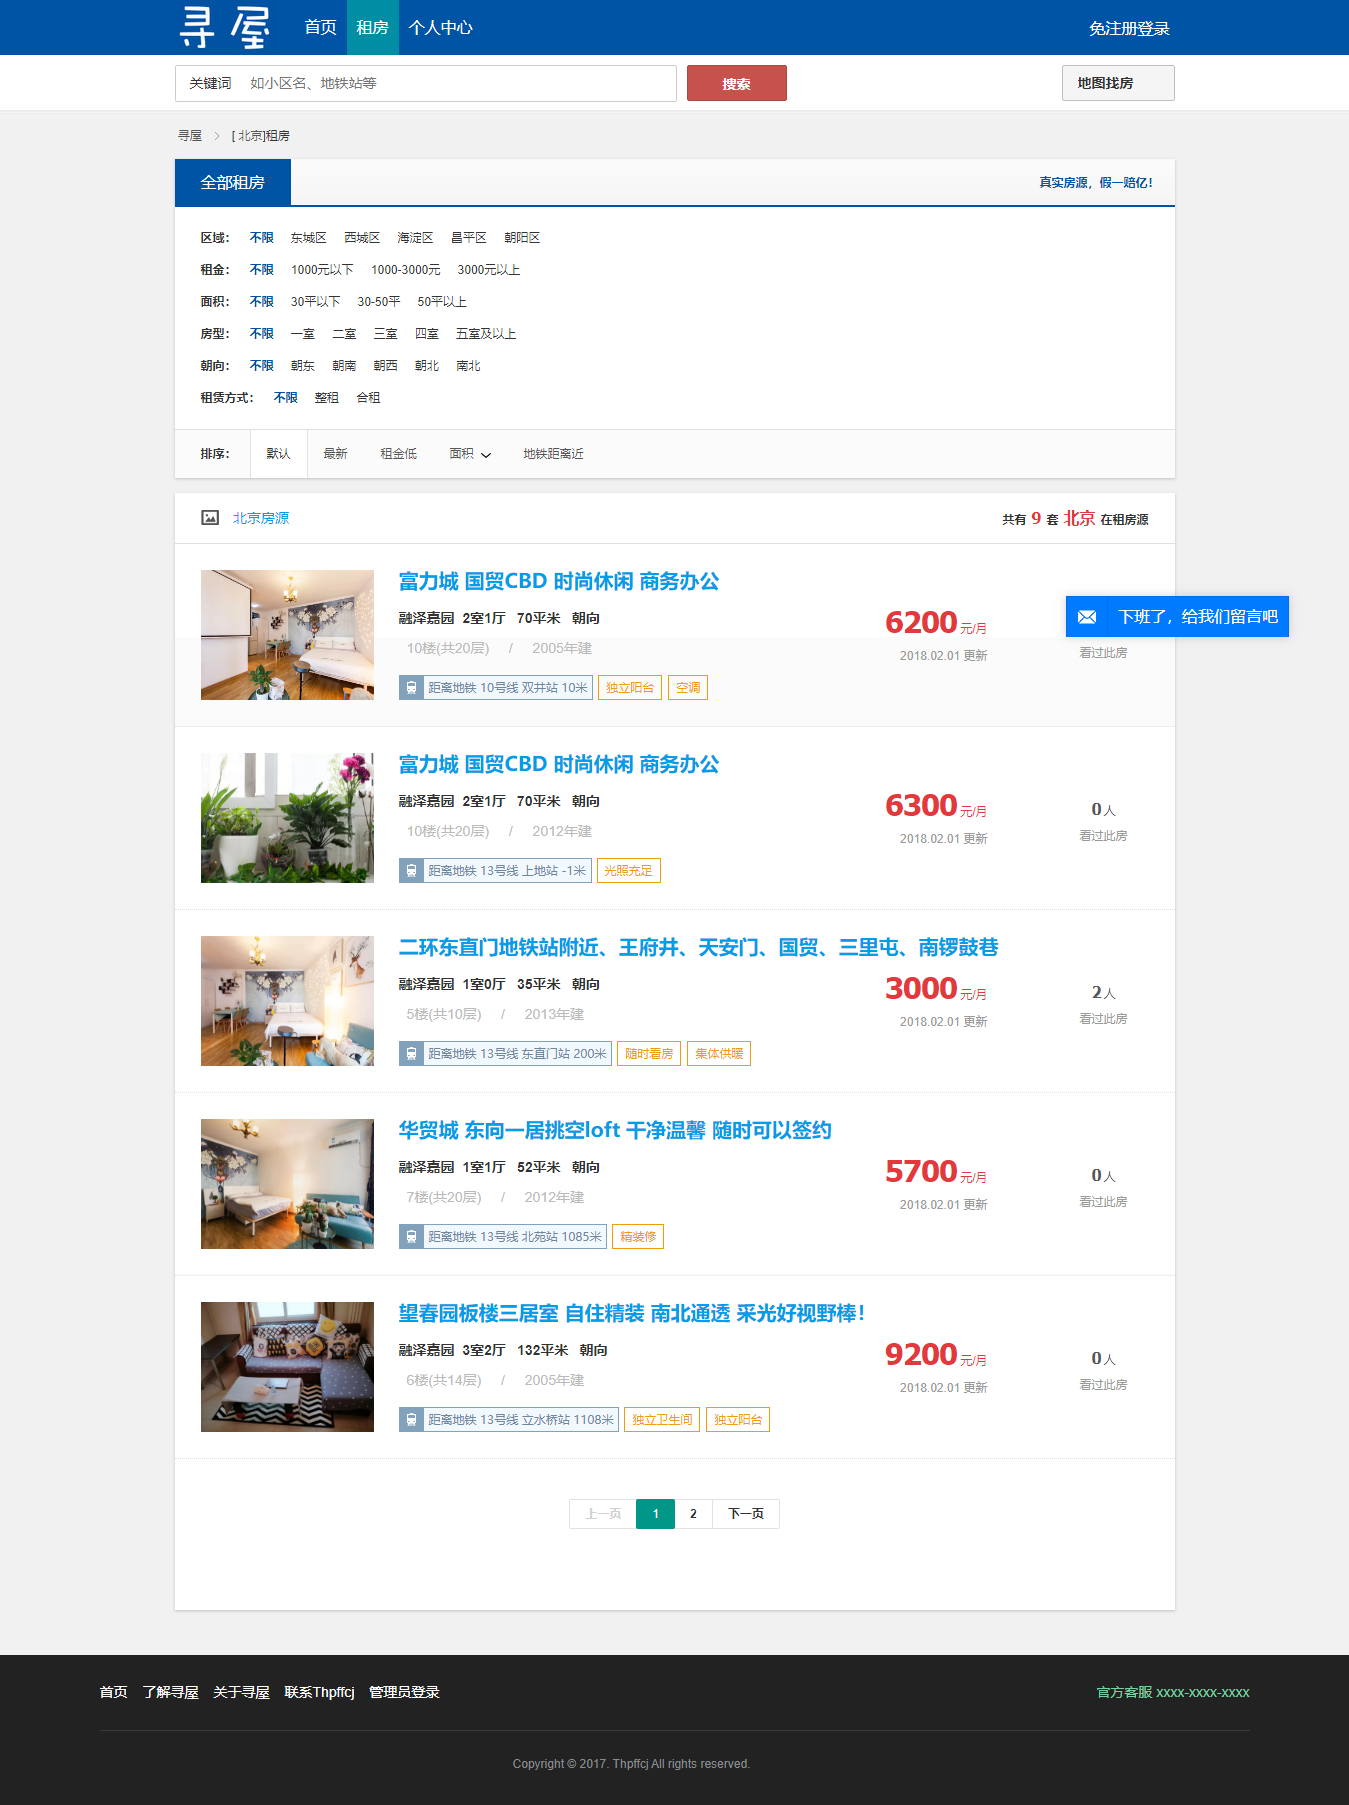 寻屋 首页 租房 个人中心 免注册登录
关键词 如小区名、地铁站等 搜索 地图找房
寻屋 > [ 北京]租房
全部租房 真实房源，假一赔亿！
区域： 不限 东城区 西城区 海淀区 昌平区 朝阳区
租金： 不限 1000元以下 1000-3000元 3000元以上
面积： 不限 30平以下 30-50平 50平以上
房型： 不限 一室 二室 三室 四室 五室及以上
朝向： 不限 朝东 朝南 朝西 朝北 南北
租赁方式： 不限 整租 合租
排序： 默认 最新 租金低 面积 地铁距离近
北京房源 共有 9 套 北京 在租房源
富力城 国贸CBD 时尚休闲 商务办公
融泽嘉园 2室1厅 70平米 朝向 6200元/月
下班了，给我们留言吧
10楼(共20层) / 2005年建 2018.02.01 更新 看过此房
距离地铁 10号线 双井站 10米 独立阳台 空调
富力城 国贸CBD 时尚休闲 商务办公
融泽嘉园 2室1厅 70平米 朝向 6300元/月 0人
10楼(共20层) / 2012年建 2018.02.01 更新 看过此房
距离地铁 13号线 上地站 -1米 光照充足
二环东直门地铁站附近、王府井、天安门、国贸、三里屯、南锣鼓巷
融泽嘉园 1室0厅 35平米 朝向 3000元/月 2人
5楼(共10层) / 2013年建 2018.02.01 更新 看过此房
距离地铁 13号线 东直门站 200米 随时看房 集体供暖
华贸城 东向一居挑空loft 干净温馨 随时可以签约
融泽嘉园 1室1厅 52平米 朝向 5700元/月 0人
7楼(共20层) / 2012年建 2018.02.01 更新 看过此房
距离地铁 13号线 北苑站 1085米 精装修
望春园板楼三居室 自住精装 南北通透 采光好视野棒！
融泽嘉园 3室2厅 132平米 朝向 9200元/月 0人
6楼(共14层) / 2005年建 2018.02.01 更新 看过此房
距离地铁 13号线 立水桥站 1108米 独立卫生间 独立阳台
上一页 1 2 下一页
首页 了解寻屋 关于寻屋 联系Thpffcj 管理员登录 官方客服 xxxx-xxxx-xxxx
Copyright © 2017. Thpffcj All rights reserved.